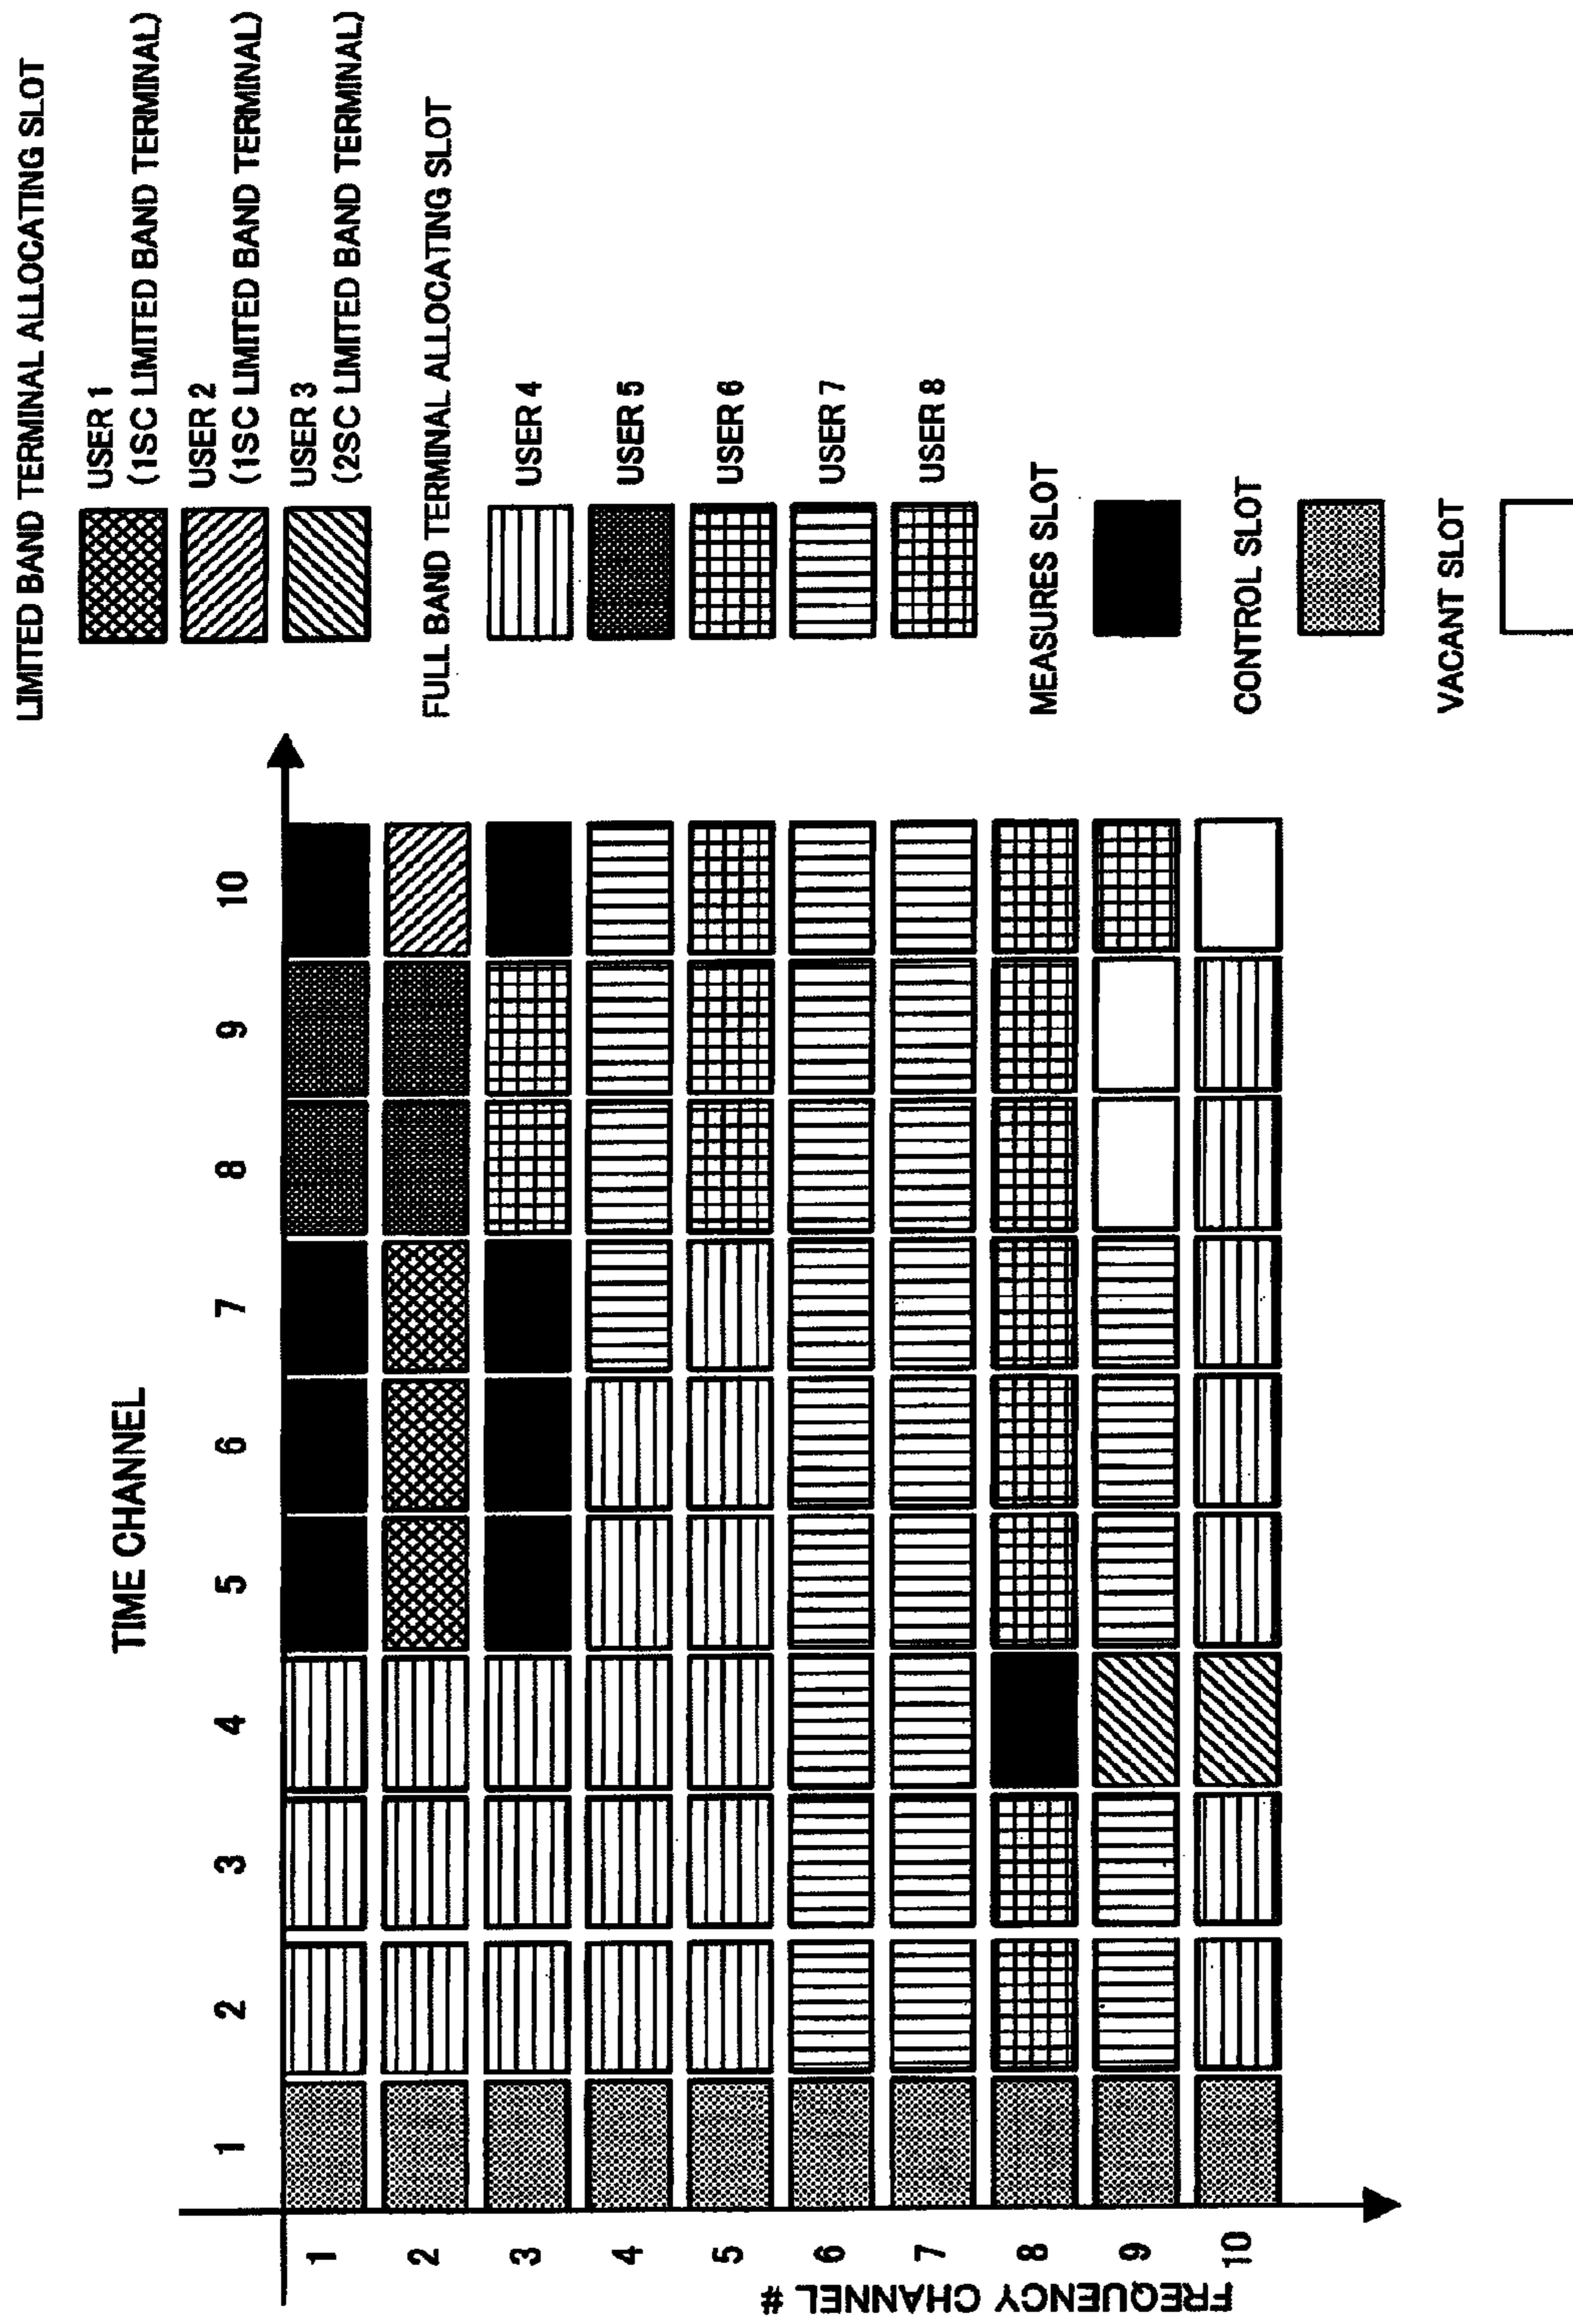 TIME CHANNEL
1 2 3 4 5 6 7 8 9 10
FREQUENCY CHANNEL #
1
2
3
4
5
6
7
8
9
10
LIMITED BAND TERMINAL ALLOCATING SLOT
USER 1
(1SC LIMITED BAND TERMINAL)
USER 2
(1SC LIMITED BAND TERMINAL)
USER 3
(2SC LIMITED BAND TERMINAL)
FULL BAND TERMINAL ALLOCATING SLOT
USER 4
USER 5
USER 6
USER 7
USER 8
MEASURES SLOT
CONTROL SLOT
VACANT SLOT